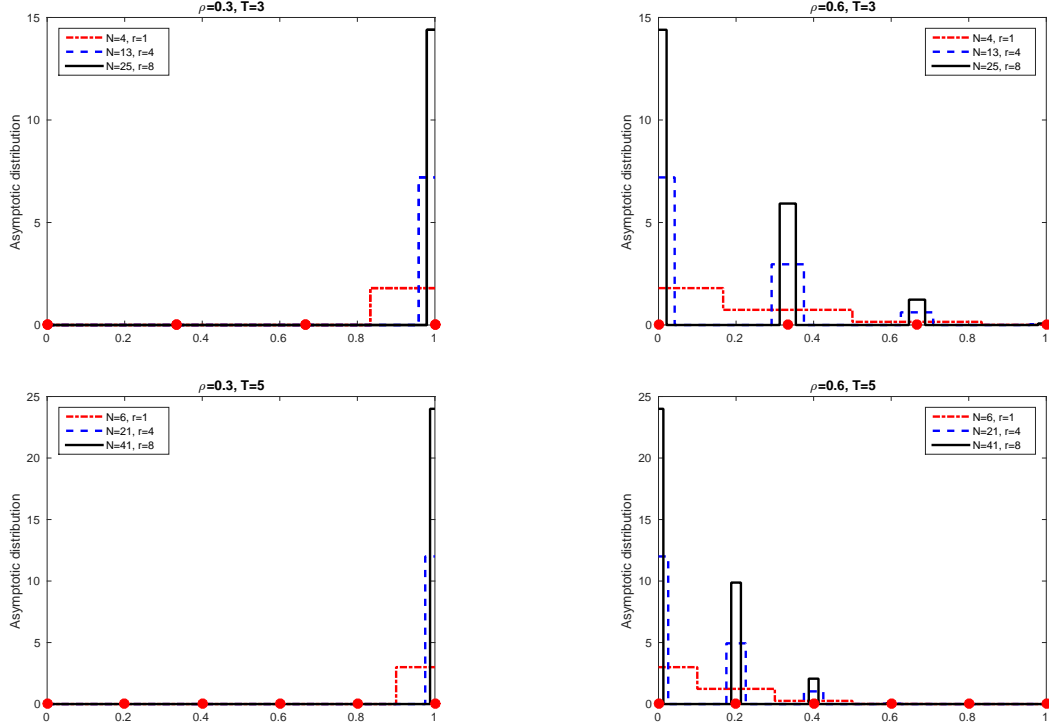 ρ=0.3, T=3
N=4, r=1
N=13, r=4
N=25, r=8
Asymptotic distribution
15
10
5
0
0 0.2 0.4 0.6 0.8 1
ρ=0.6, T=3
N=4, r=1
N=13, r=4
N=25, r=8
Asymptotic distribution
15
10
5
0
0 0.2 0.4 0.6 0.8 1
ρ=0.3, T=5
N=6, r=1
N=21, r=4
N=41, r=8
Asymptotic distribution
25
20
15
10
5
0
0 0.2 0.4 0.6 0.8 1
ρ=0.6, T=5
N=6, r=1
N=21, r=4
N=41, r=8
Asymptotic distribution
25
20
15
10
5
0
0 0.2 0.4 0.6 0.8 1